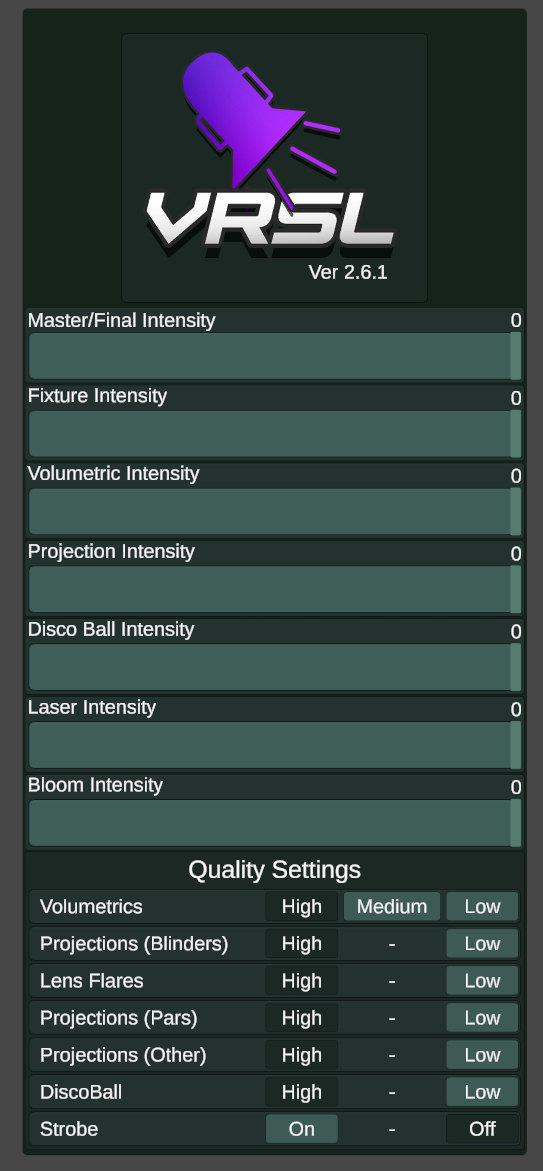 VRSL
Ver 2.6.1
Master/Final Intensity 0
Fixture Intensity 0
Volumetric Intensity 0
Projection Intensity 0
Disco Ball Intensity 0
Laser Intensity 0
Bloom Intensity 0
Quality Settings
Volumetrics High Medium Low
Projections (Blinders) High - Low
Lens Flares High - Low
Projections (Pars) High - Low
Projections (Other) High - Low
DiscoBall High - Low
Strobe On - Off